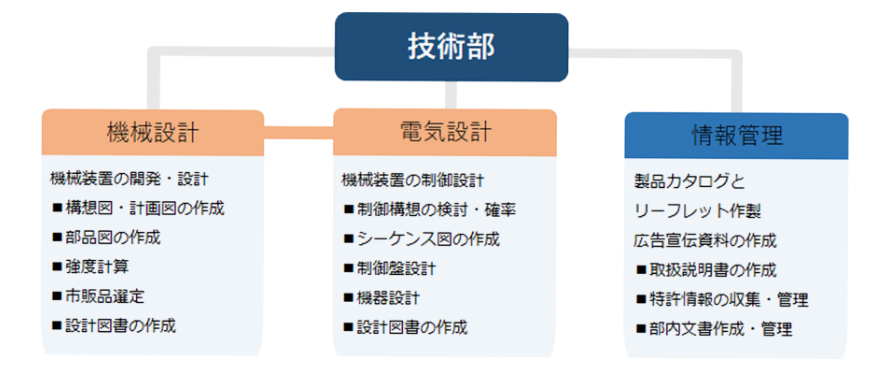 技術部
機械設計
機械装置の開発・設計
■構想図・計画図の作成
■部品図の作成
■強度計算
■市販品選定
■設計図書の作成
電気設計
機械装置の制御設計
■制御構想の検討・確率
■シーケンス図の作成
■制御盤設計
■機器設計
■設計図書の作成
情報管理
製品カタログと
リーフレット作製
広告宣伝資料の作成
■取扱説明書の作成
■特許情報の収集・管理
■部内文書作成・管理